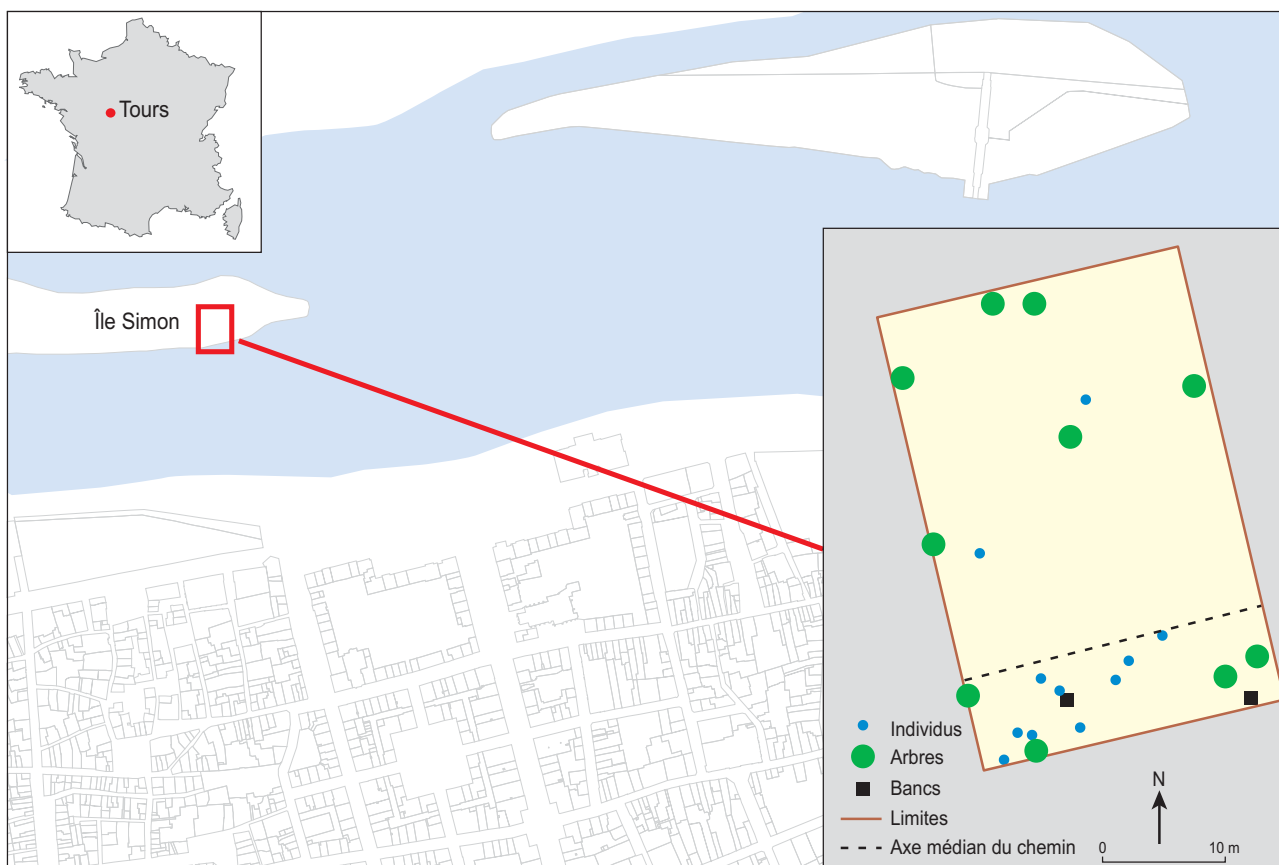 Tours
Île Simon
Individus
Arbres
Bancs
Limites
Axe médian du chemin
N
0 10 m